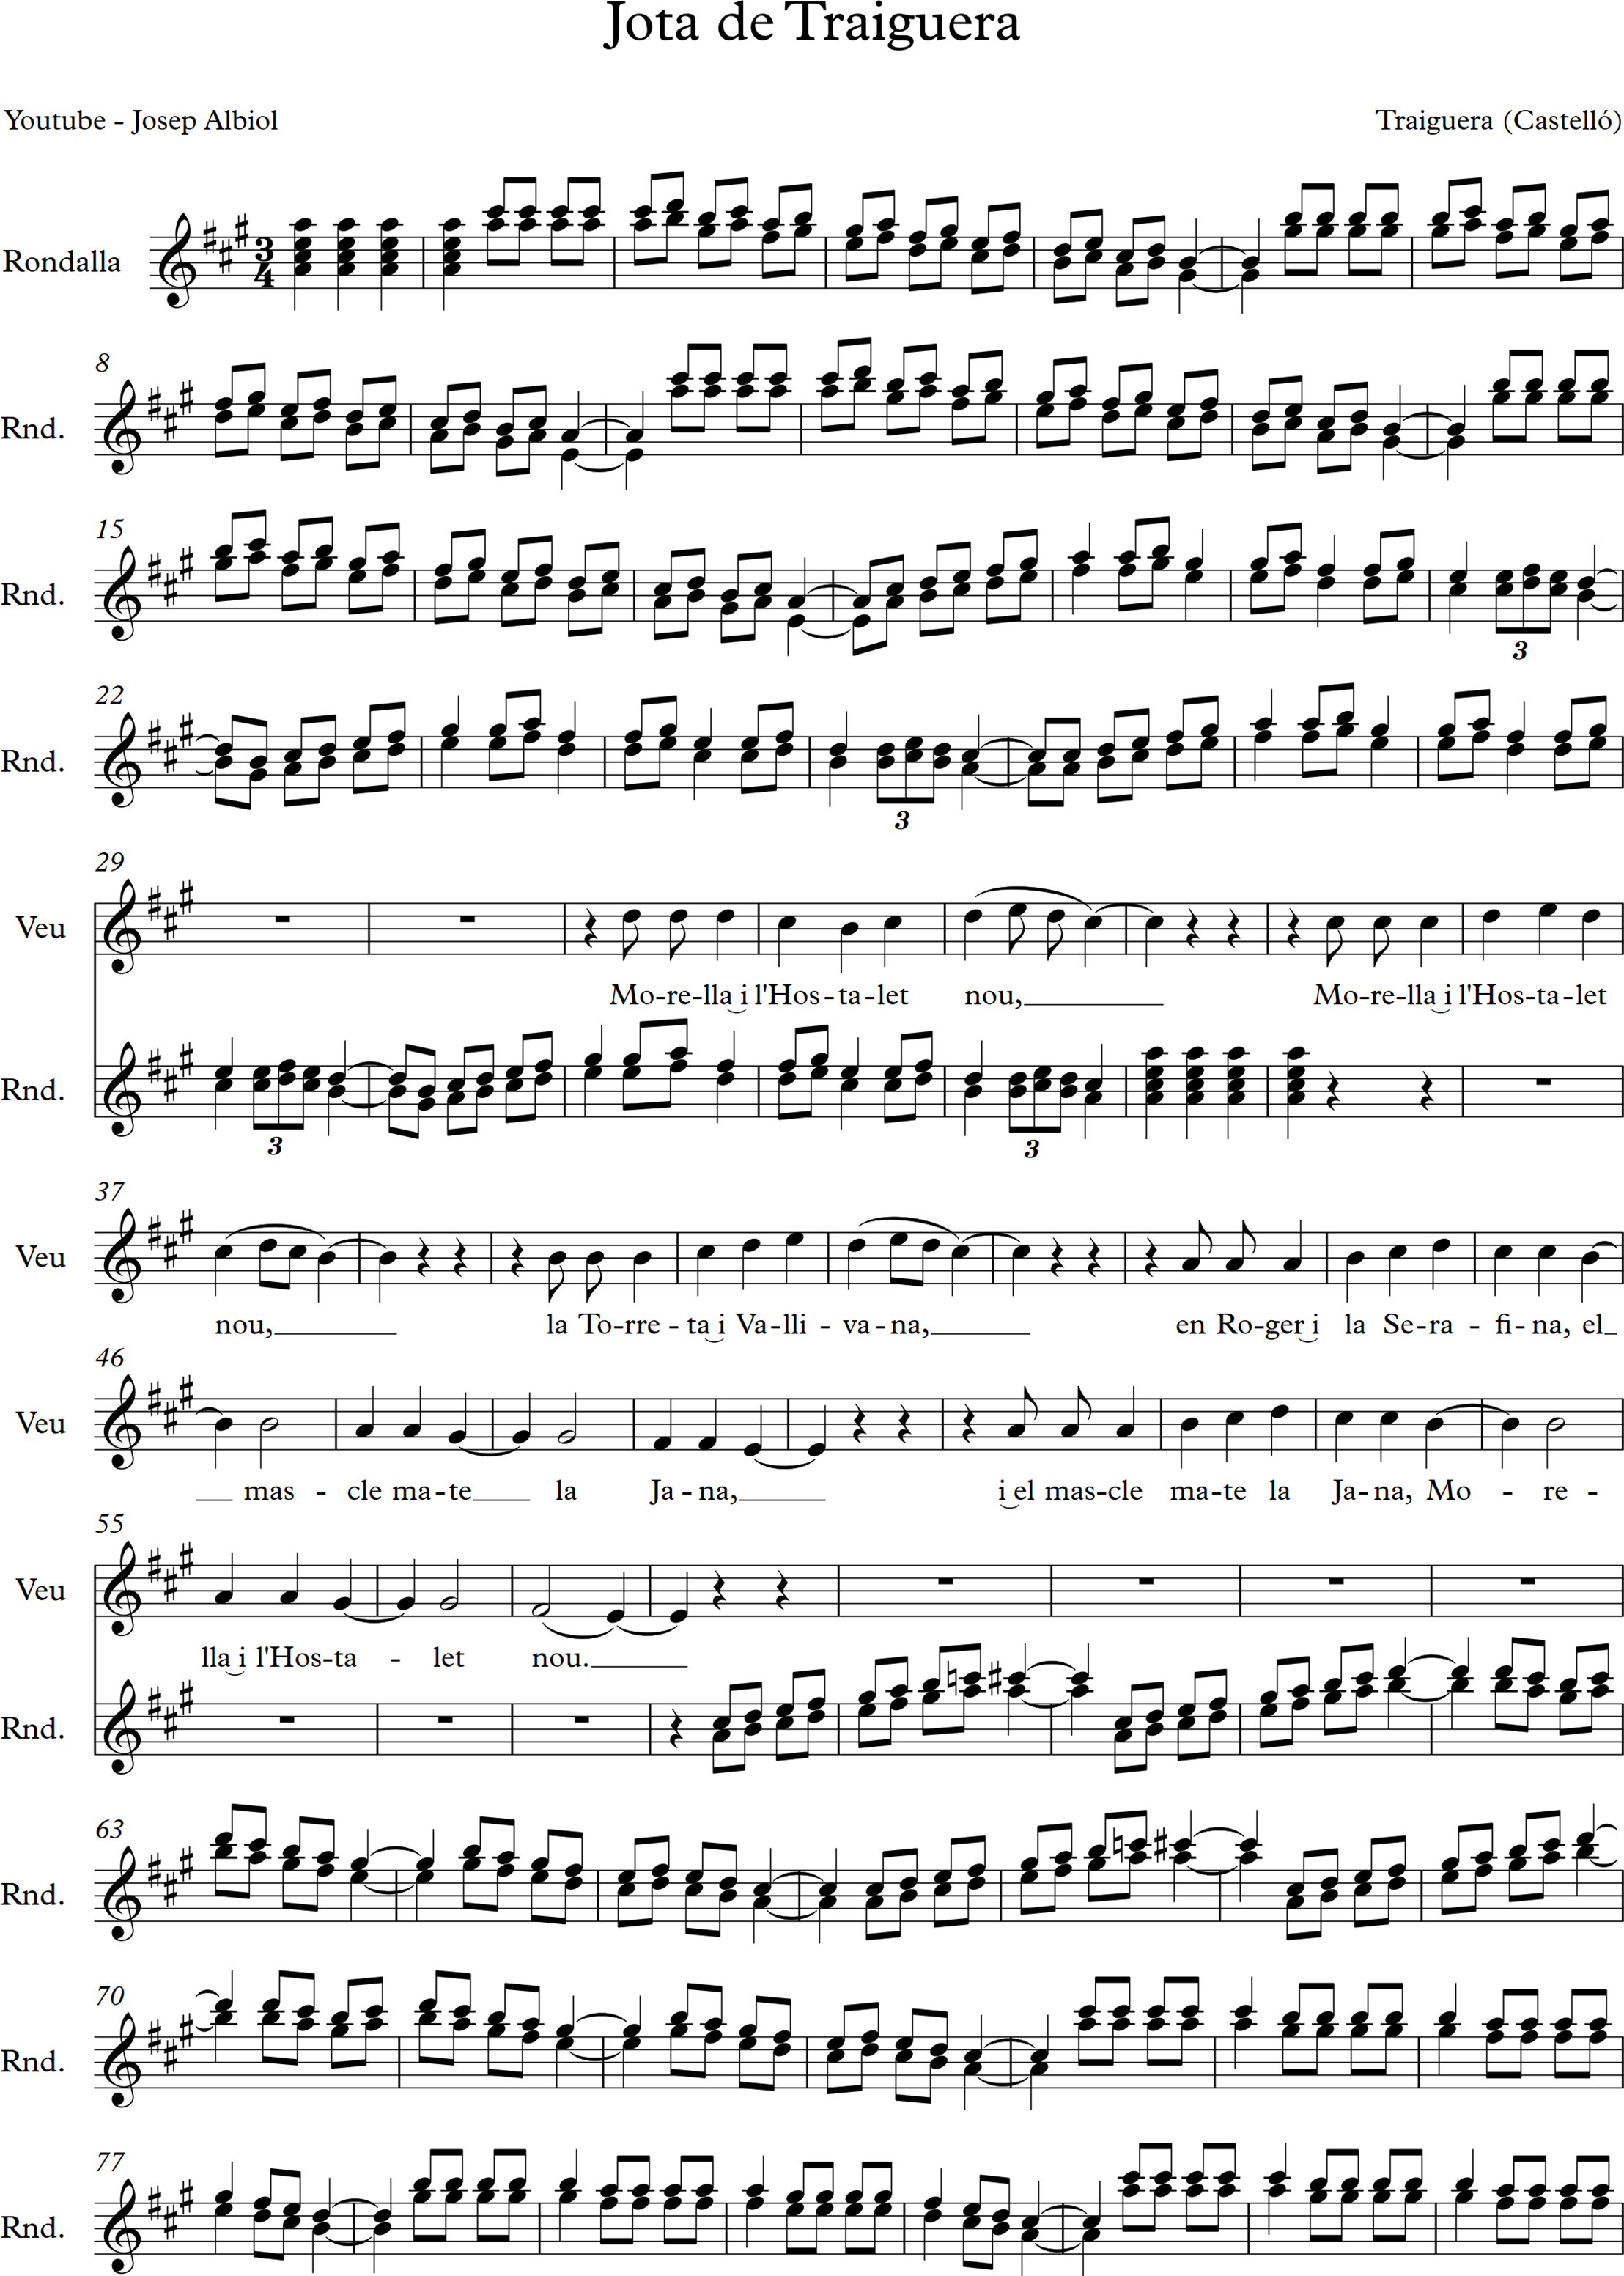 Jota de Traiguera
Youtube - Josep Albiol
Traiguera (Castelló)
Rondalla
3
4
8
Rnd.
15
Rnd.
3
22
Rnd.
3
29
Veu
Mo-re-lla i l'Hos-ta-let nou, Mo-re-lla i l'Hos-ta-let
Rnd.
3
3
37
Veu
nou, la To-rre-ta i Va-lli-va-na, en Ro-ger i la Se-ra-fi-na, el
46
Veu
mas-cle ma-te la Ja-na, i el mas-cle ma-te la Ja-na, Mo-re-
55
Veu
lla i l'Hos-ta-let nou.
Rnd.
63
Rnd.
70
Rnd.
77
Rnd.